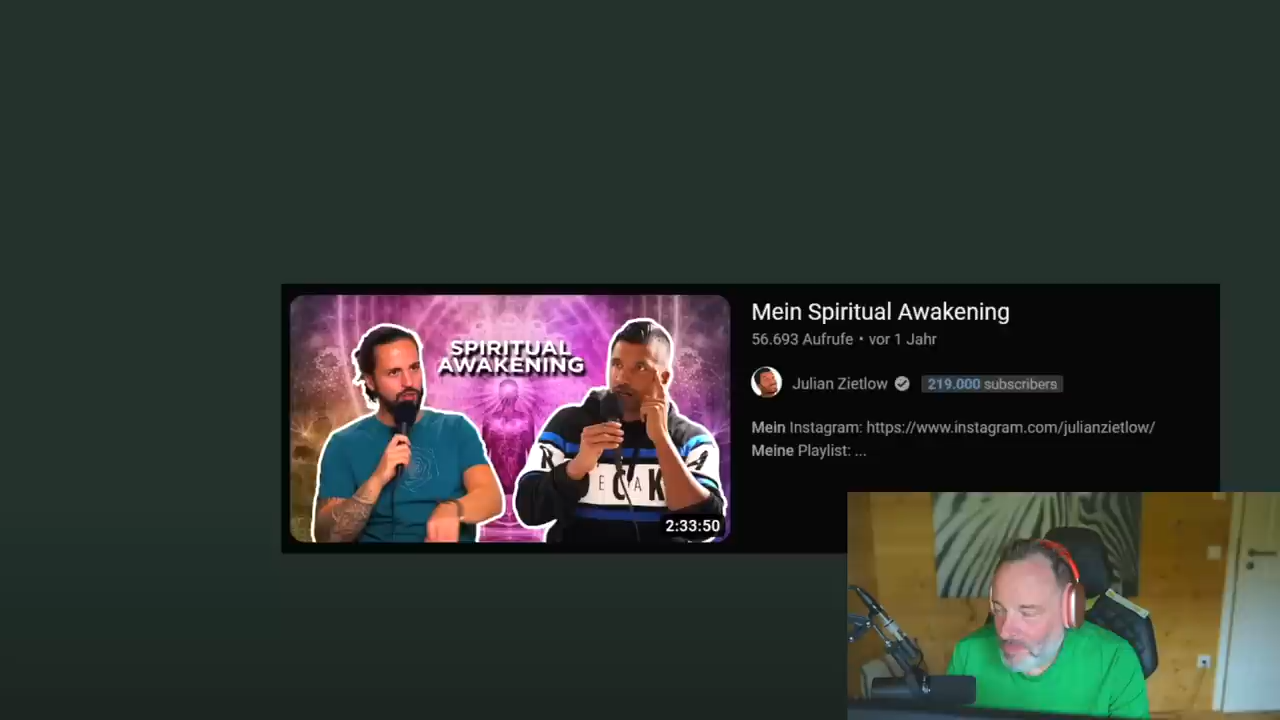 SPIRITUAL
AWAKENING
2:33:50
Mein Spiritual Awakening
56.693 Aufrufe • vor 1 Jahr
Julian Zietlow
219.000 subscribers
Mein Instagram: https://www.instagram.com/julianzietlow/
Meine Playlist: ...